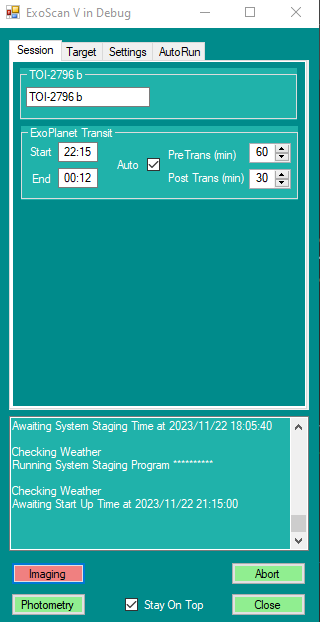 ExoScan V in Debug
Session Target Settings AutoRun
TOI-2796 b
TOI-2796 b
ExoPlanet Transit
Start 22:15 Auto PreTrans (min) 60
End 00:12 Post Trans (min) 30
Awaiting System Staging Time at 2023/11/22 18:05:40
Checking Weather
Running System Staging Program **********
Checking Weather
Awaiting Start Up Time at 2023/11/22 21:15:00
Imaging Abort
Photometry Stay On Top Close